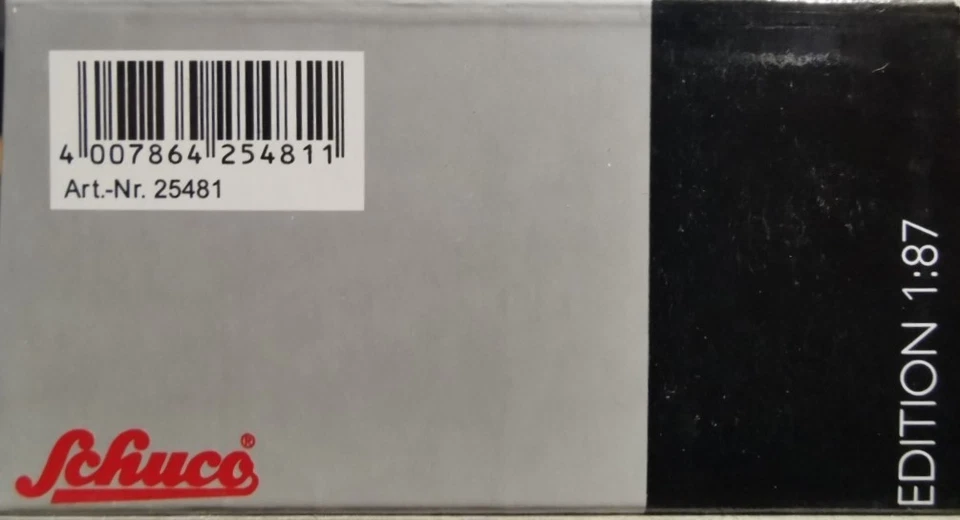 4 007864 254811
Art.-Nr. 25481
Schuco®
EDITION 1:87